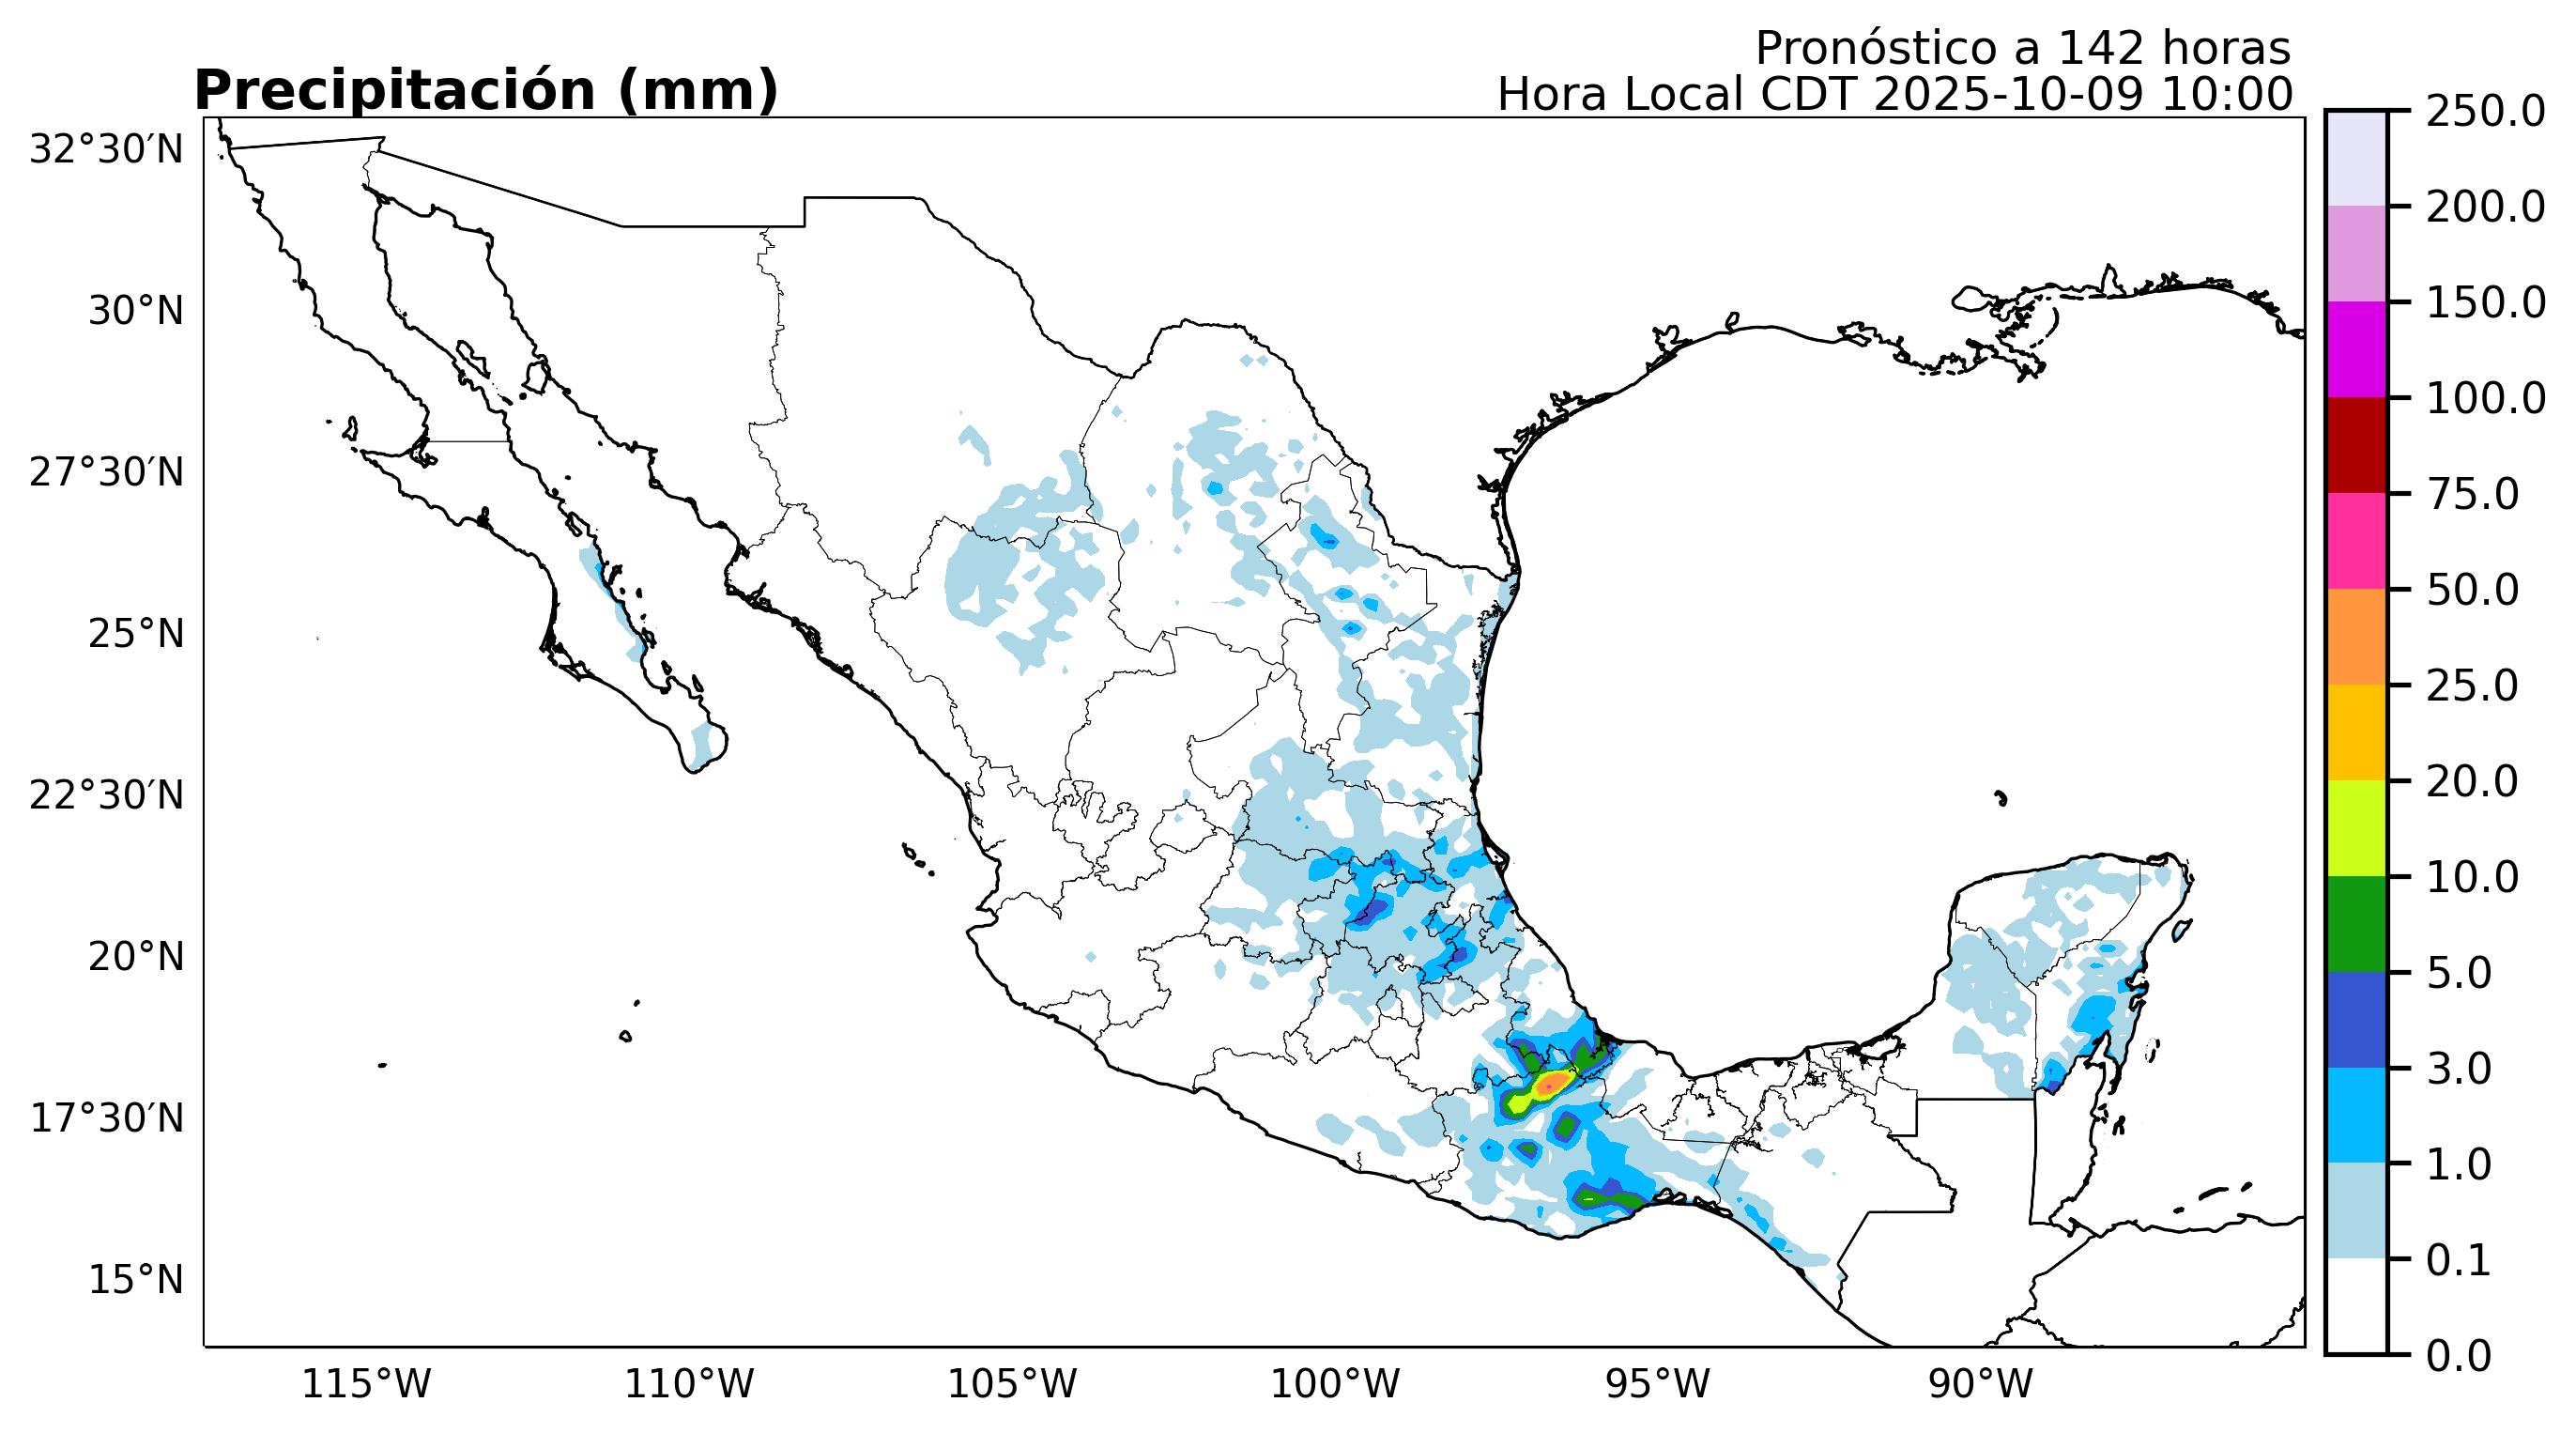 Pronóstico a 142 horas
Precipitación (mm)
Hora Local CDT 2025-10-09 10:00
32°30′N
30°N
27°30′N
25°N
22°30′N
20°N
17°30′N
15°N
115°W
110°W
105°W
100°W
95°W
90°W
250.0
200.0
150.0
100.0
75.0
50.0
25.0
20.0
10.0
5.0
3.0
1.0
0.1
0.0